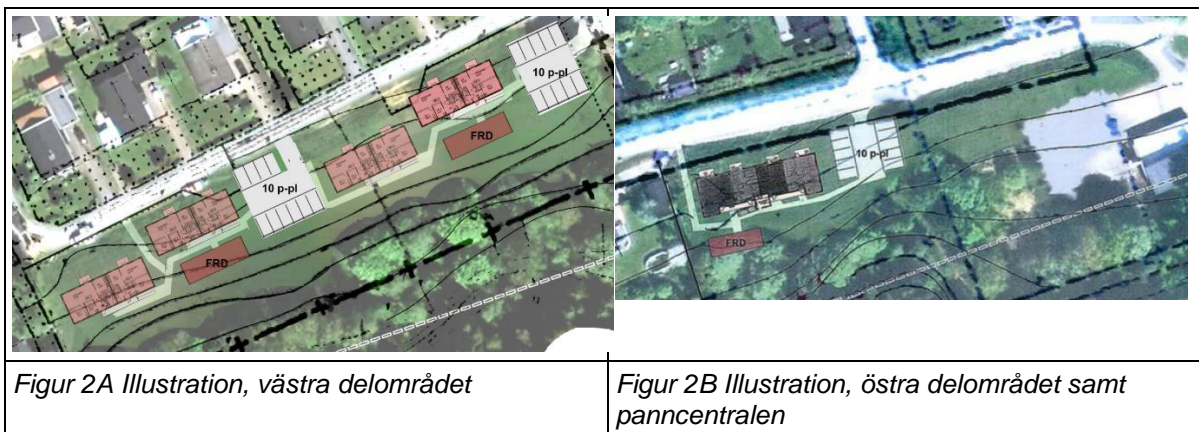 10 p-pl
FRD
10 p-pl
FRD
10 p-pl
FRD
Figur 2A Illustration, västra delområdet
Figur 2B Illustration, östra delområdet samt
panncentralen